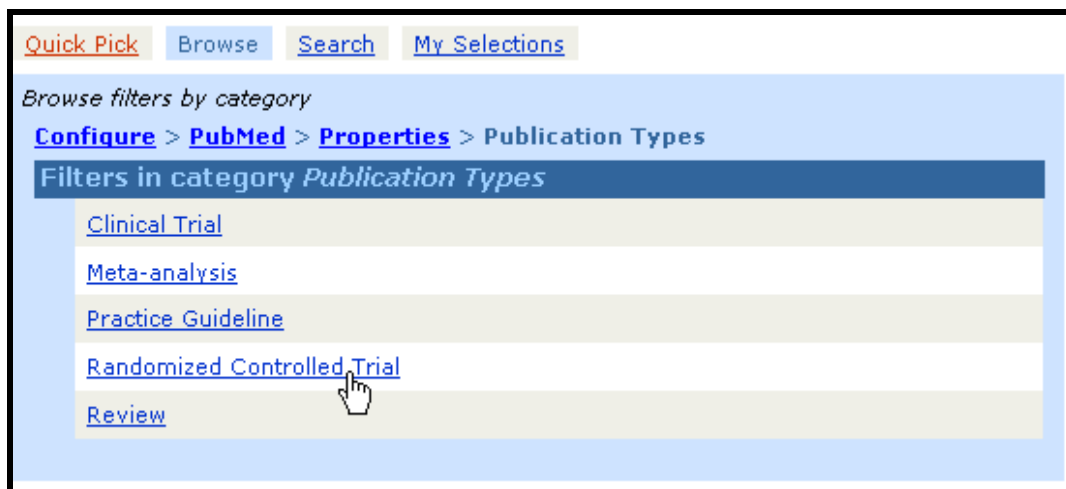 Quick Pick Browse Search My Selections
Browse filters by category
Configure > PubMed > Properties > Publication Types
Filters in category Publication Types
Clinical Trial
Meta-analysis
Practice Guideline
Randomized Controlled Trial
Review